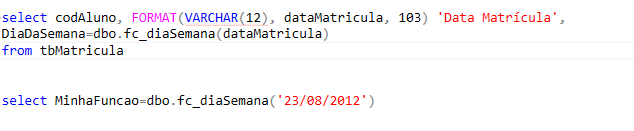 select codAluno, FORMAT(VARCHAR(12), dataMatricula, 103) 'Data Matrícula',
DiaDaSemana=dbo.fc_diaSemana(dataMatricula)
from tbMatricula
select MinhaFuncao=dbo.fc_diaSemana('23/08/2012')